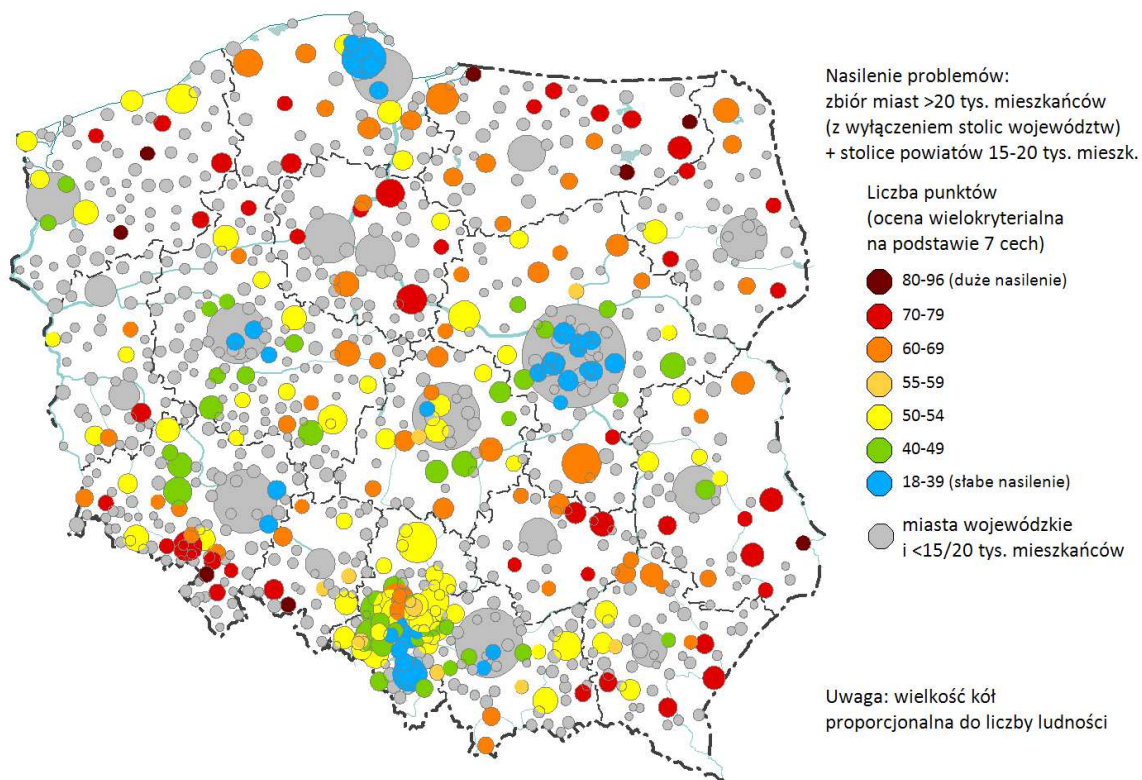 Nasilenie problemów:
zbiór miast >20 tys. mieszkańców
(z wyłączeniem stolic województw)
+ stolice powiatów 15-20 tys. mieszk.
Liczba punktów
(ocena wielokryterialna
na podstawie 7 cech)
80-96 (duże nasilenie)
70-79
60-69
55-59
50-54
40-49
18-39 (słabe nasilenie)
miasta wojewódzkie
i <15/20 tys. mieszkańców
Uwaga: wielkość kół
proporcjonalna do liczby ludności